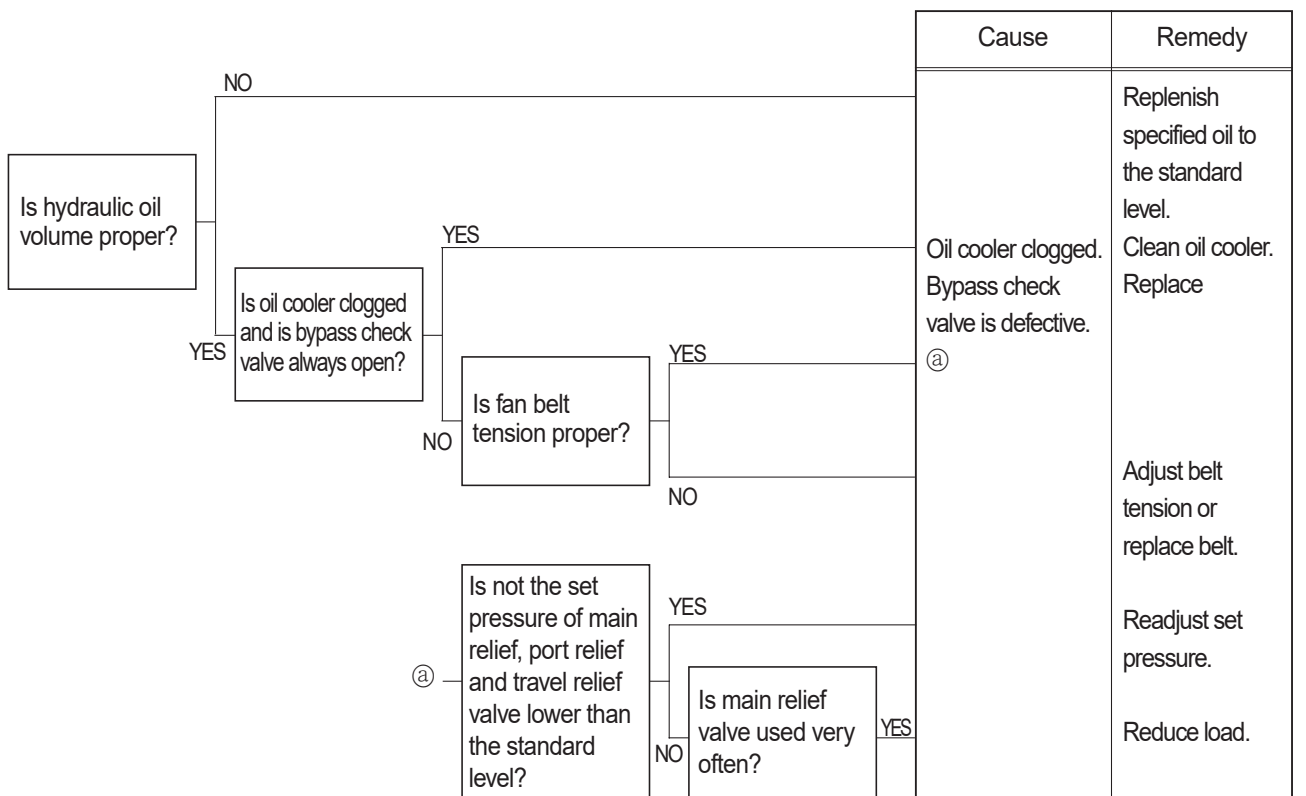 Cause
Remedy
NO
Replenish
specified oil to
the standard
level.
Is hydraulic oil
volume proper?
YES
YES
Oil cooler clogged.
Clean oil cooler.
Bypass check
Replace
valve is defective.
ⓐ
Is oil cooler clogged
and is bypass check
valve always open?
NO
YES
Is fan belt
tension proper?
NO
Adjust belt
tension or
replace belt.
ⓐ
Is not the set
pressure of main
relief, port relief
and travel relief
valve lower than
the standard
level?
YES
Readjust set
pressure.
NO
Is main relief
valve used very
often?
YES
Reduce load.